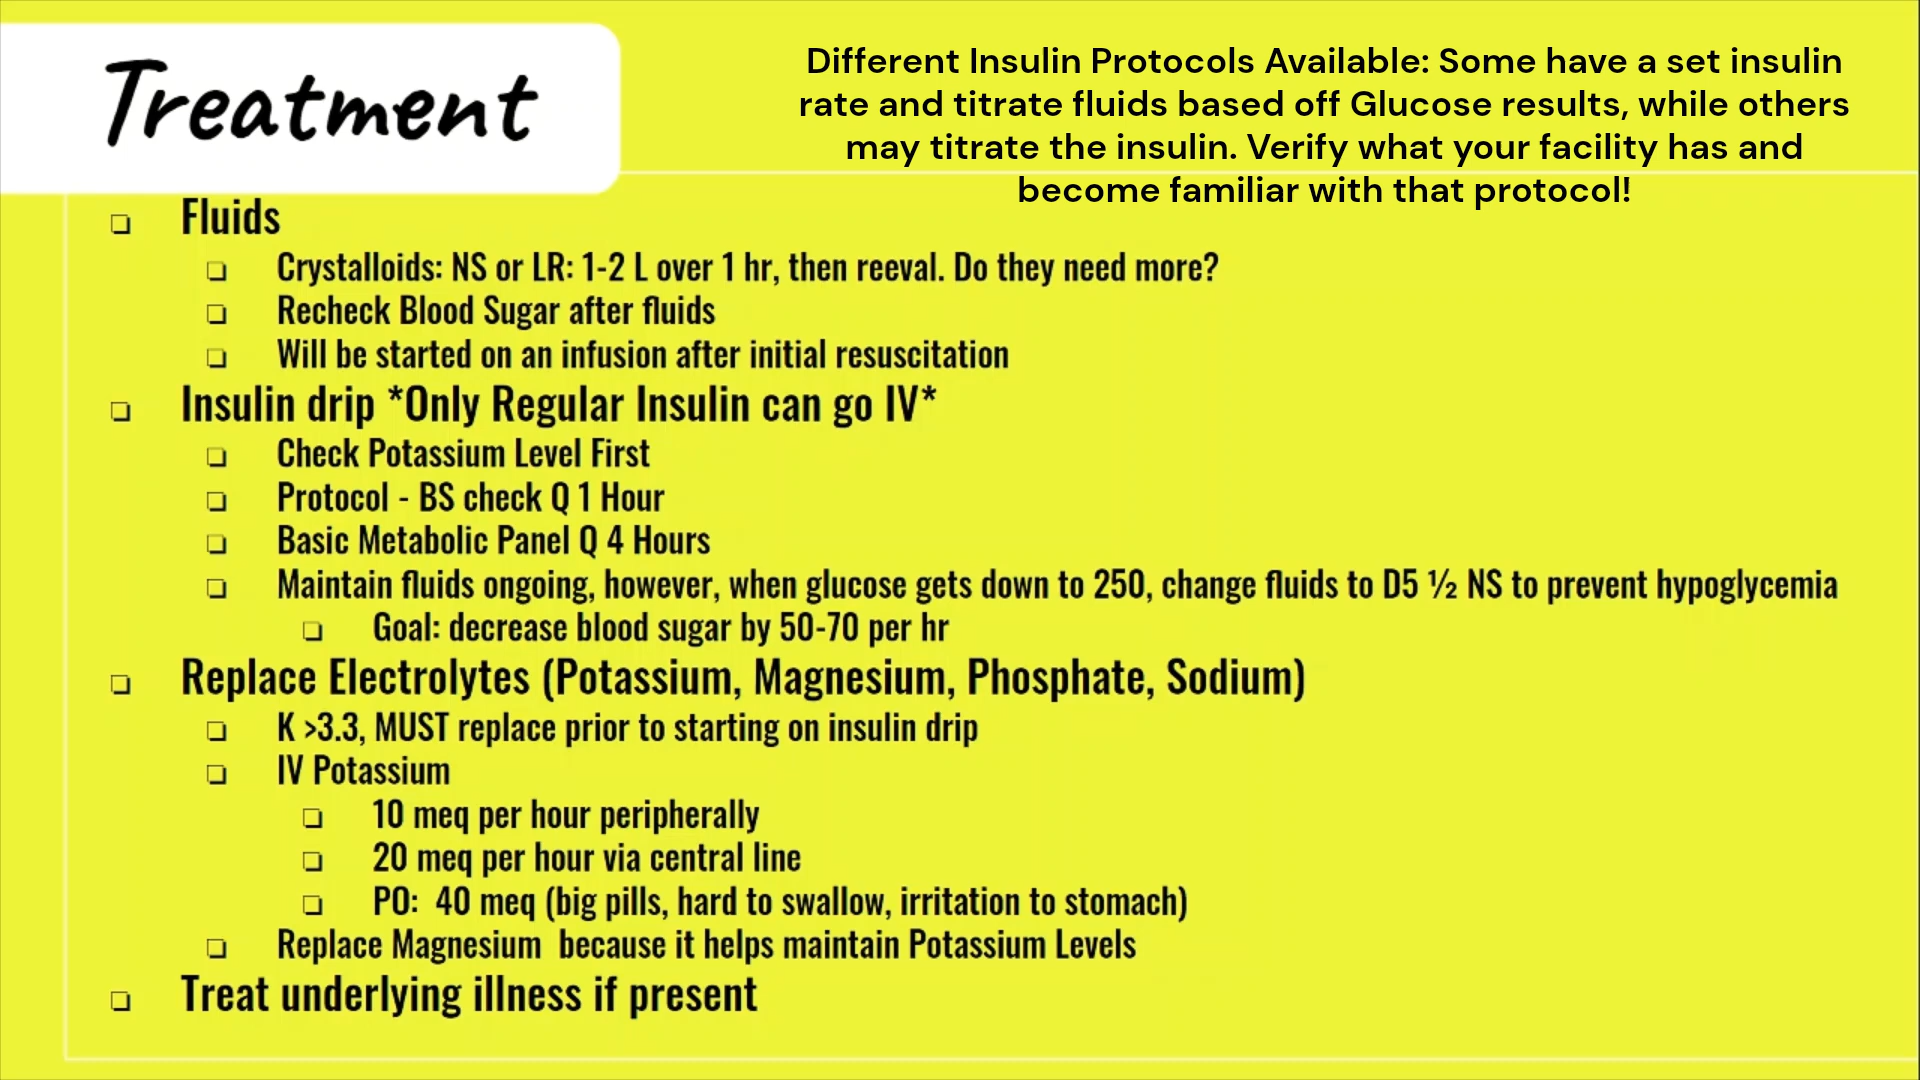 Treatment
Different Insulin Protocols Available: Some have a set insulin
rate and titrate fluids based off Glucose results, while others
may titrate the insulin. Verify what your facility has and
become familiar with that protocol!
❏ Fluids
❏ Crystalloids: NS or LR: 1-2 L over 1 hr, then reeval. Do they need more?
❏ Recheck Blood Sugar after fluids
❏ Will be started on an infusion after initial resuscitation
❏ Insulin drip *Only Regular Insulin can go IV*
❏ Check Potassium Level First
❏ Protocol - BS check Q 1 Hour
❏ Basic Metabolic Panel Q 4 Hours
❏ Maintain fluids ongoing, however, when glucose gets down to 250, change fluids to D5 ½ NS to prevent hypoglycemia
❏ Goal: decrease blood sugar by 50-70 per hr
❏ Replace Electrolytes (Potassium, Magnesium, Phosphate, Sodium)
❏ K >3.3, MUST replace prior to starting on insulin drip
❏ IV Potassium
❏ 10 meq per hour peripherally
❏ 20 meq per hour via central line
❏ PO: 40 meq (big pills, hard to swallow, irritation to stomach)
❏ Replace Magnesium because it helps maintain Potassium Levels
❏ Treat underlying illness if present